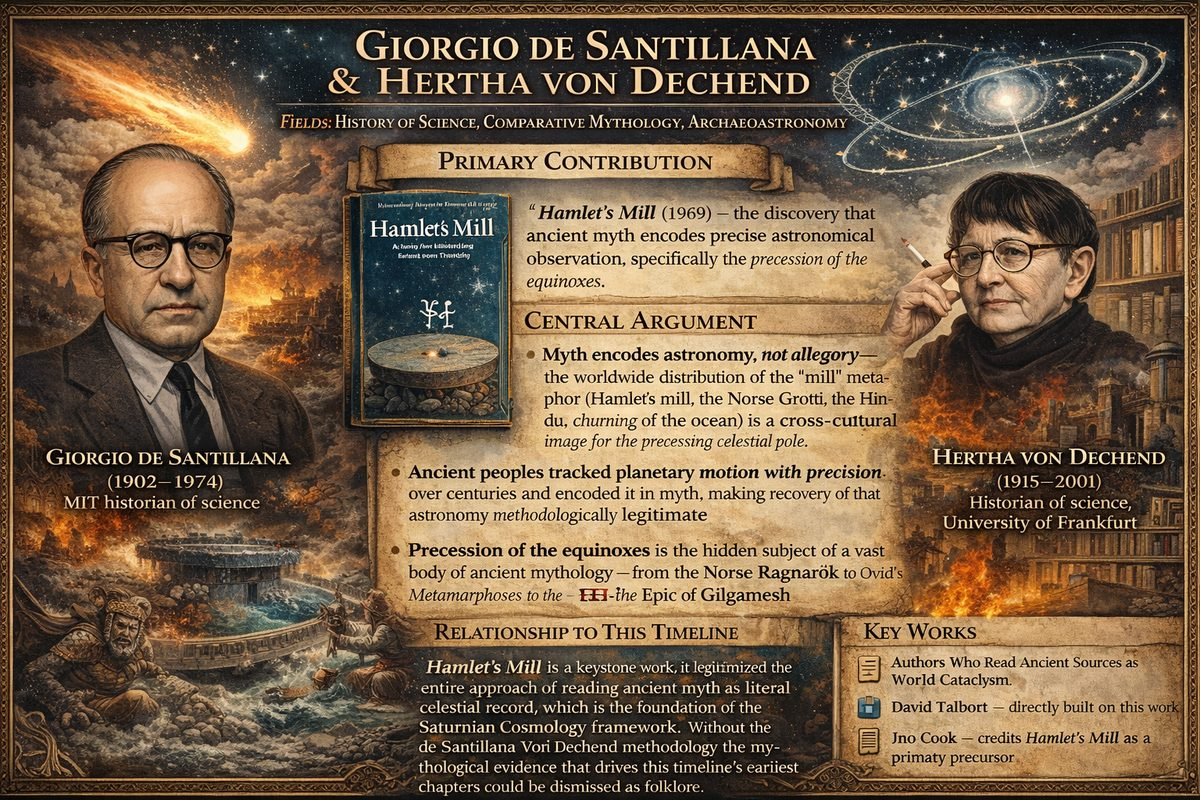 GIORGIO DE SANTILLANA
& HERTHA VON DECHEND
Fields: HISTORY OF SCIENCE, COMPARATIVE MYTHOLOGY, ARCHAEOASTRONOMY
PRIMARY CONTRIBUTION
Hamlet's Mill
“Hamlet's Mill (1969) – the discovery that
ancient myth encodes precise astronomical
observation, specifically the precession of the
equinoxes.
CENTRAL ARGUMENT
• Myth encodes astronomy, not allegory—
the worldwide distribution of the "mill" meta-
phor (Hamlet's mill, the Norse Grotti, the Hin-
du, churning of the ocean) is a cross-cultural
image for the precessing celestial pole.
• Ancient peoples tracked planetary motion with precision
over centuries and encoded it in myth, making recovery of that
astronomy methodologically legitimate
• Precession of the equinoxes is the hidden subject of a vast
body of ancient mythology—from the Norse Ragnarök to Ovid's
Metamorphoses to the – the Epic of Gilgamesh
GIORGIO DE SANTILLANA
(1902–1974)
MIT historian of science
HERTHA VON DECHEND
(1915–2001)
Historian of science,
University of Frankfurt
RELATIONSHIP TO THIS TIMELINE
Hamlet's Mill is a keystone work, it legitimized the
entire approach of reading ancient myth as literal
celestial record, which is the foundation of the
Saturnian Cosmology framework. Without the
de Santillana Vori Dechend methodology the my-
thological evidence that drives this timeline's eariiest
chapters could be dismissed as folklore.
KEY WORKS
Authors Who Read Ancient Sources as
World Cataclysm.
David Talbort — directly built on this work
Jno Cook — credits Hamlet's Mill as a
primaty precursor